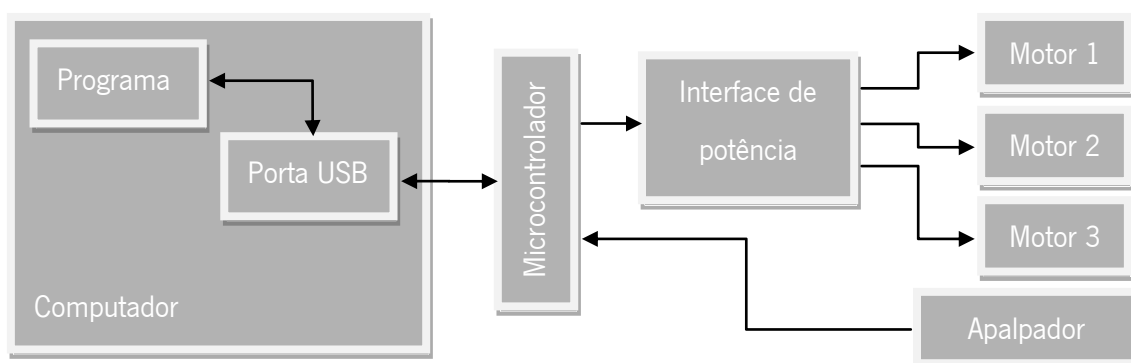 Programa
Porta USB
Computador
Microcontrolador
Interface de
potência
Motor 1
Motor 2
Motor 3
Apalpador